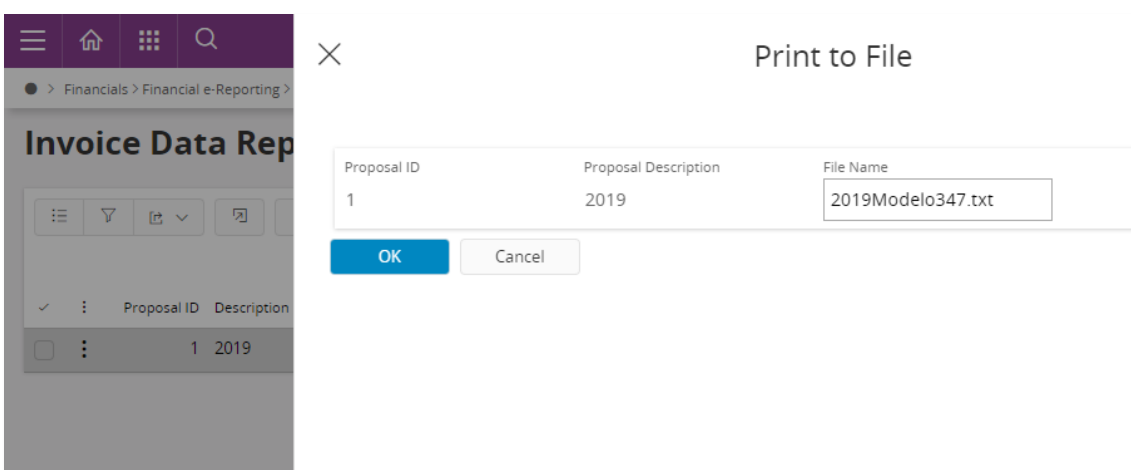 Print to File
Financials > Financial e-Reporting >
Invoice Data Rep
Proposal ID Proposal Description File Name
1 2019 2019Modelo347.txt
OK Cancel
Proposal ID Description
1 2019